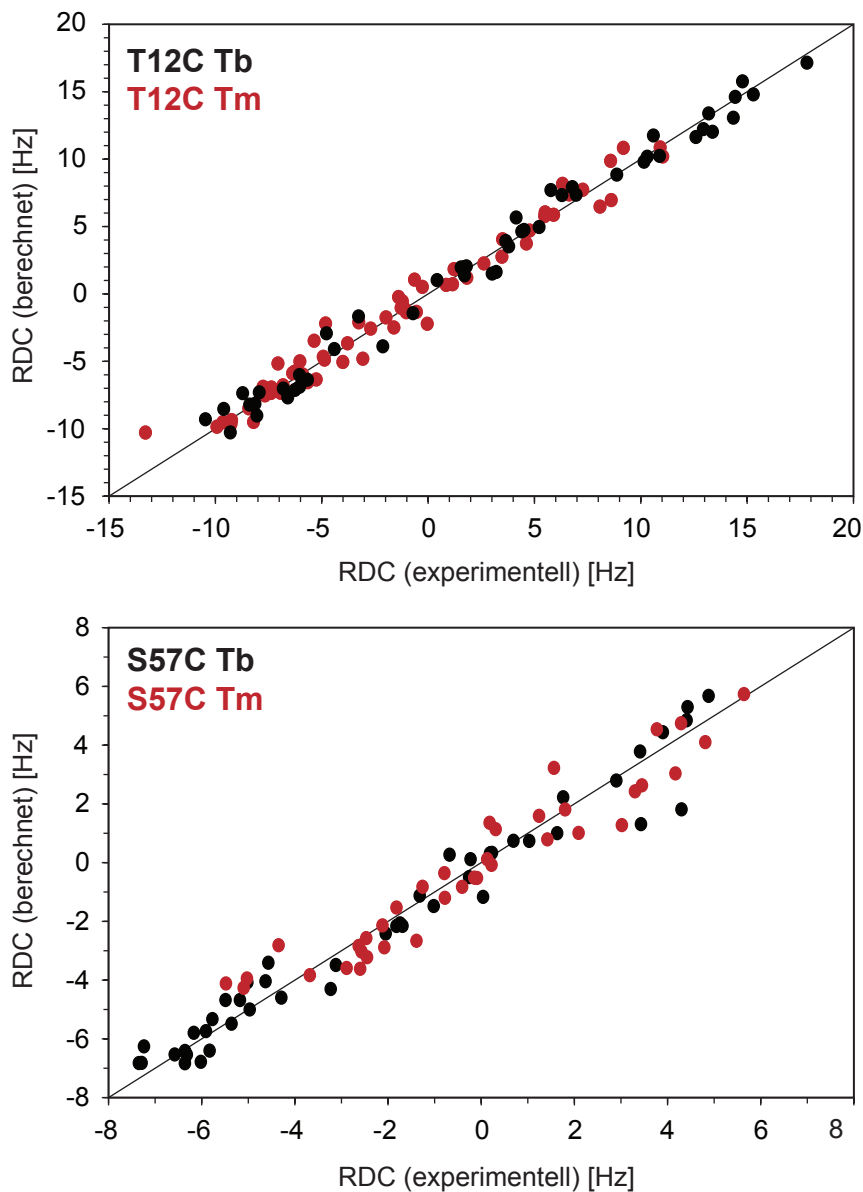 20
15
10
5
0
-5
-10
-15
T12C Tb
T12C Tm
RDC (berechnet) [Hz]
-15 -10 -5 0 5 10 15 20
RDC (experimentell) [Hz]
8
6
4
2
0
-2
-4
-6
-8
S57C Tb
S57C Tm
RDC (berechnet) [Hz]
-8 -6 -4 -2 0 2 4 6 8
RDC (experimentell) [Hz]